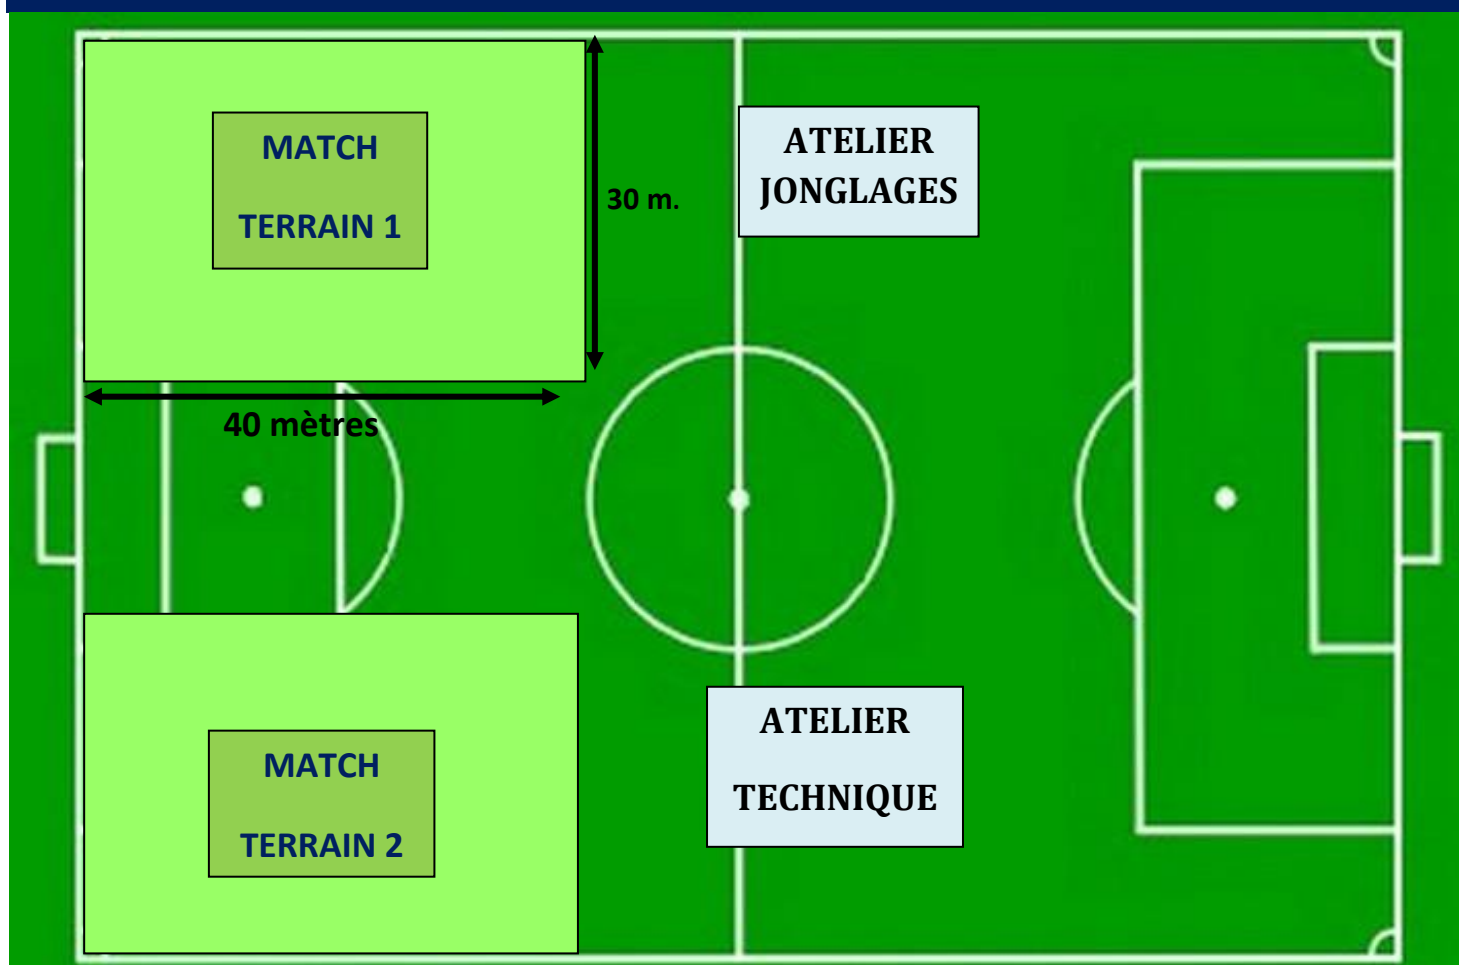 MATCH
TERRAIN 1
ATELIER
JONGLAGES
30 m.
40 mètres
MATCH
TERRAIN 2
ATELIER
TECHNIQUE